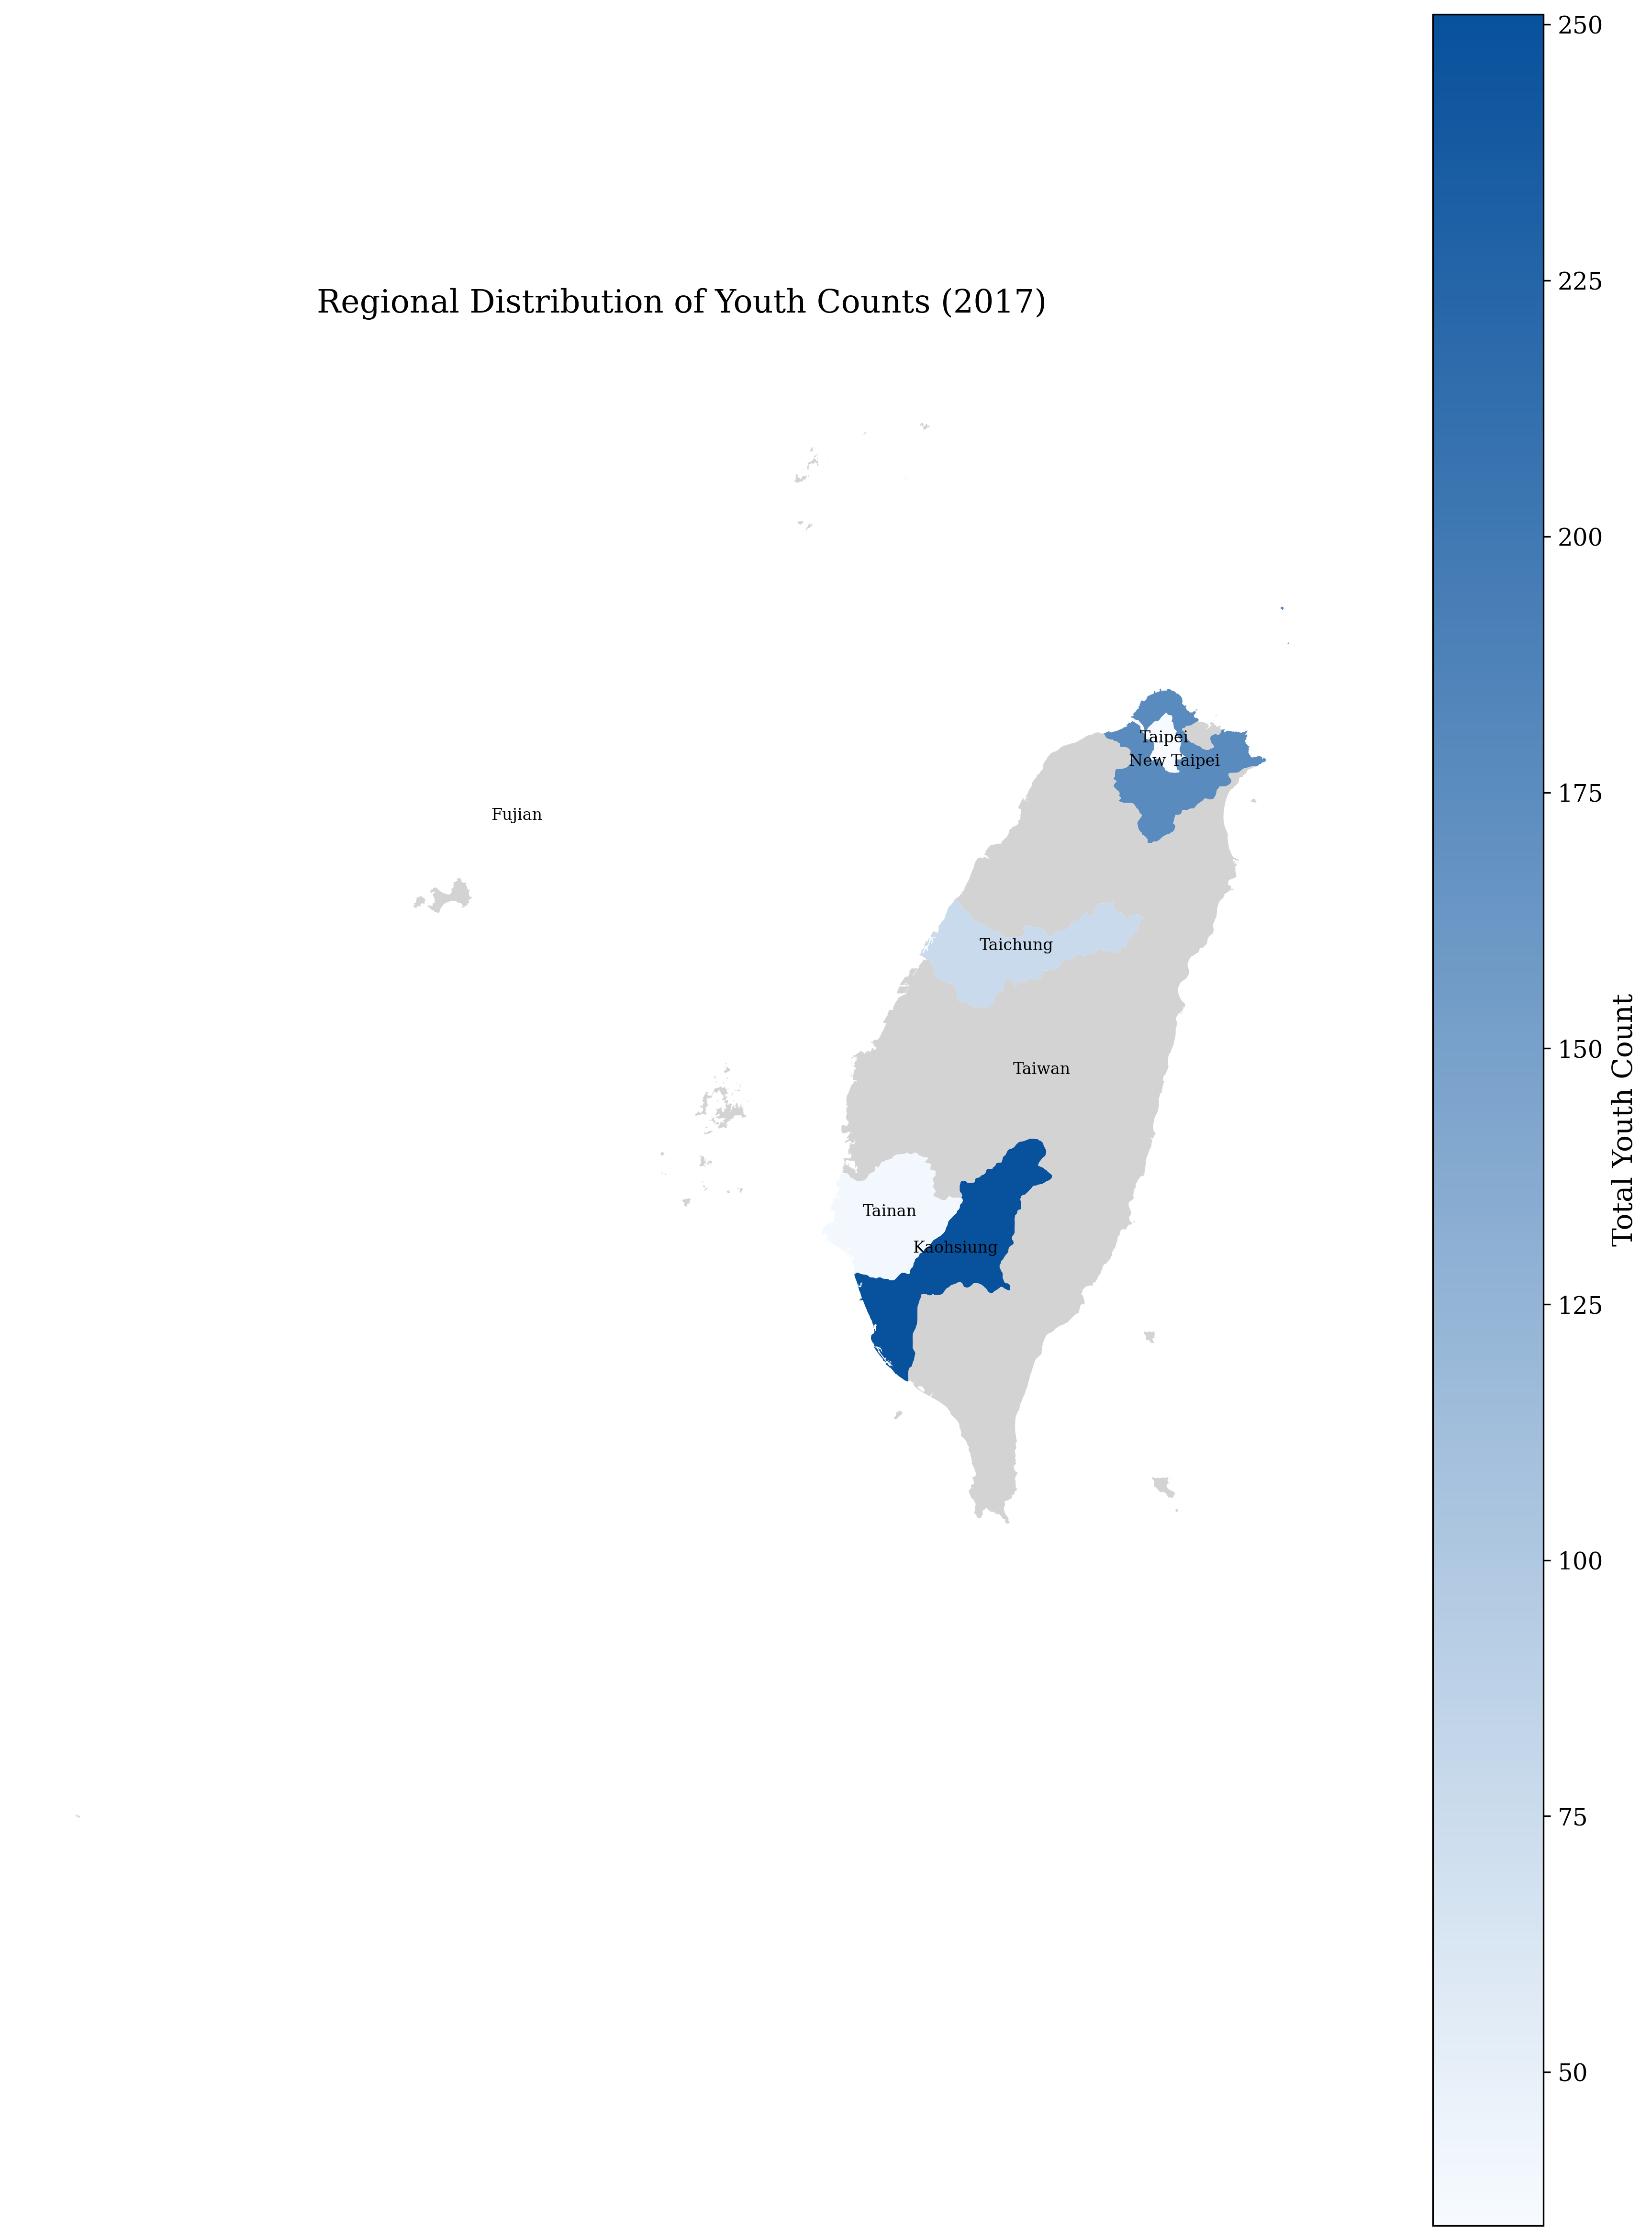 Regional Distribution of Youth Counts (2017)
Taipei
New Taipei
Fujian
Taichung
Taiwan
Tainan
Kaohsiung
250
225
200
175
150
125
100
75
50
Total Youth Count